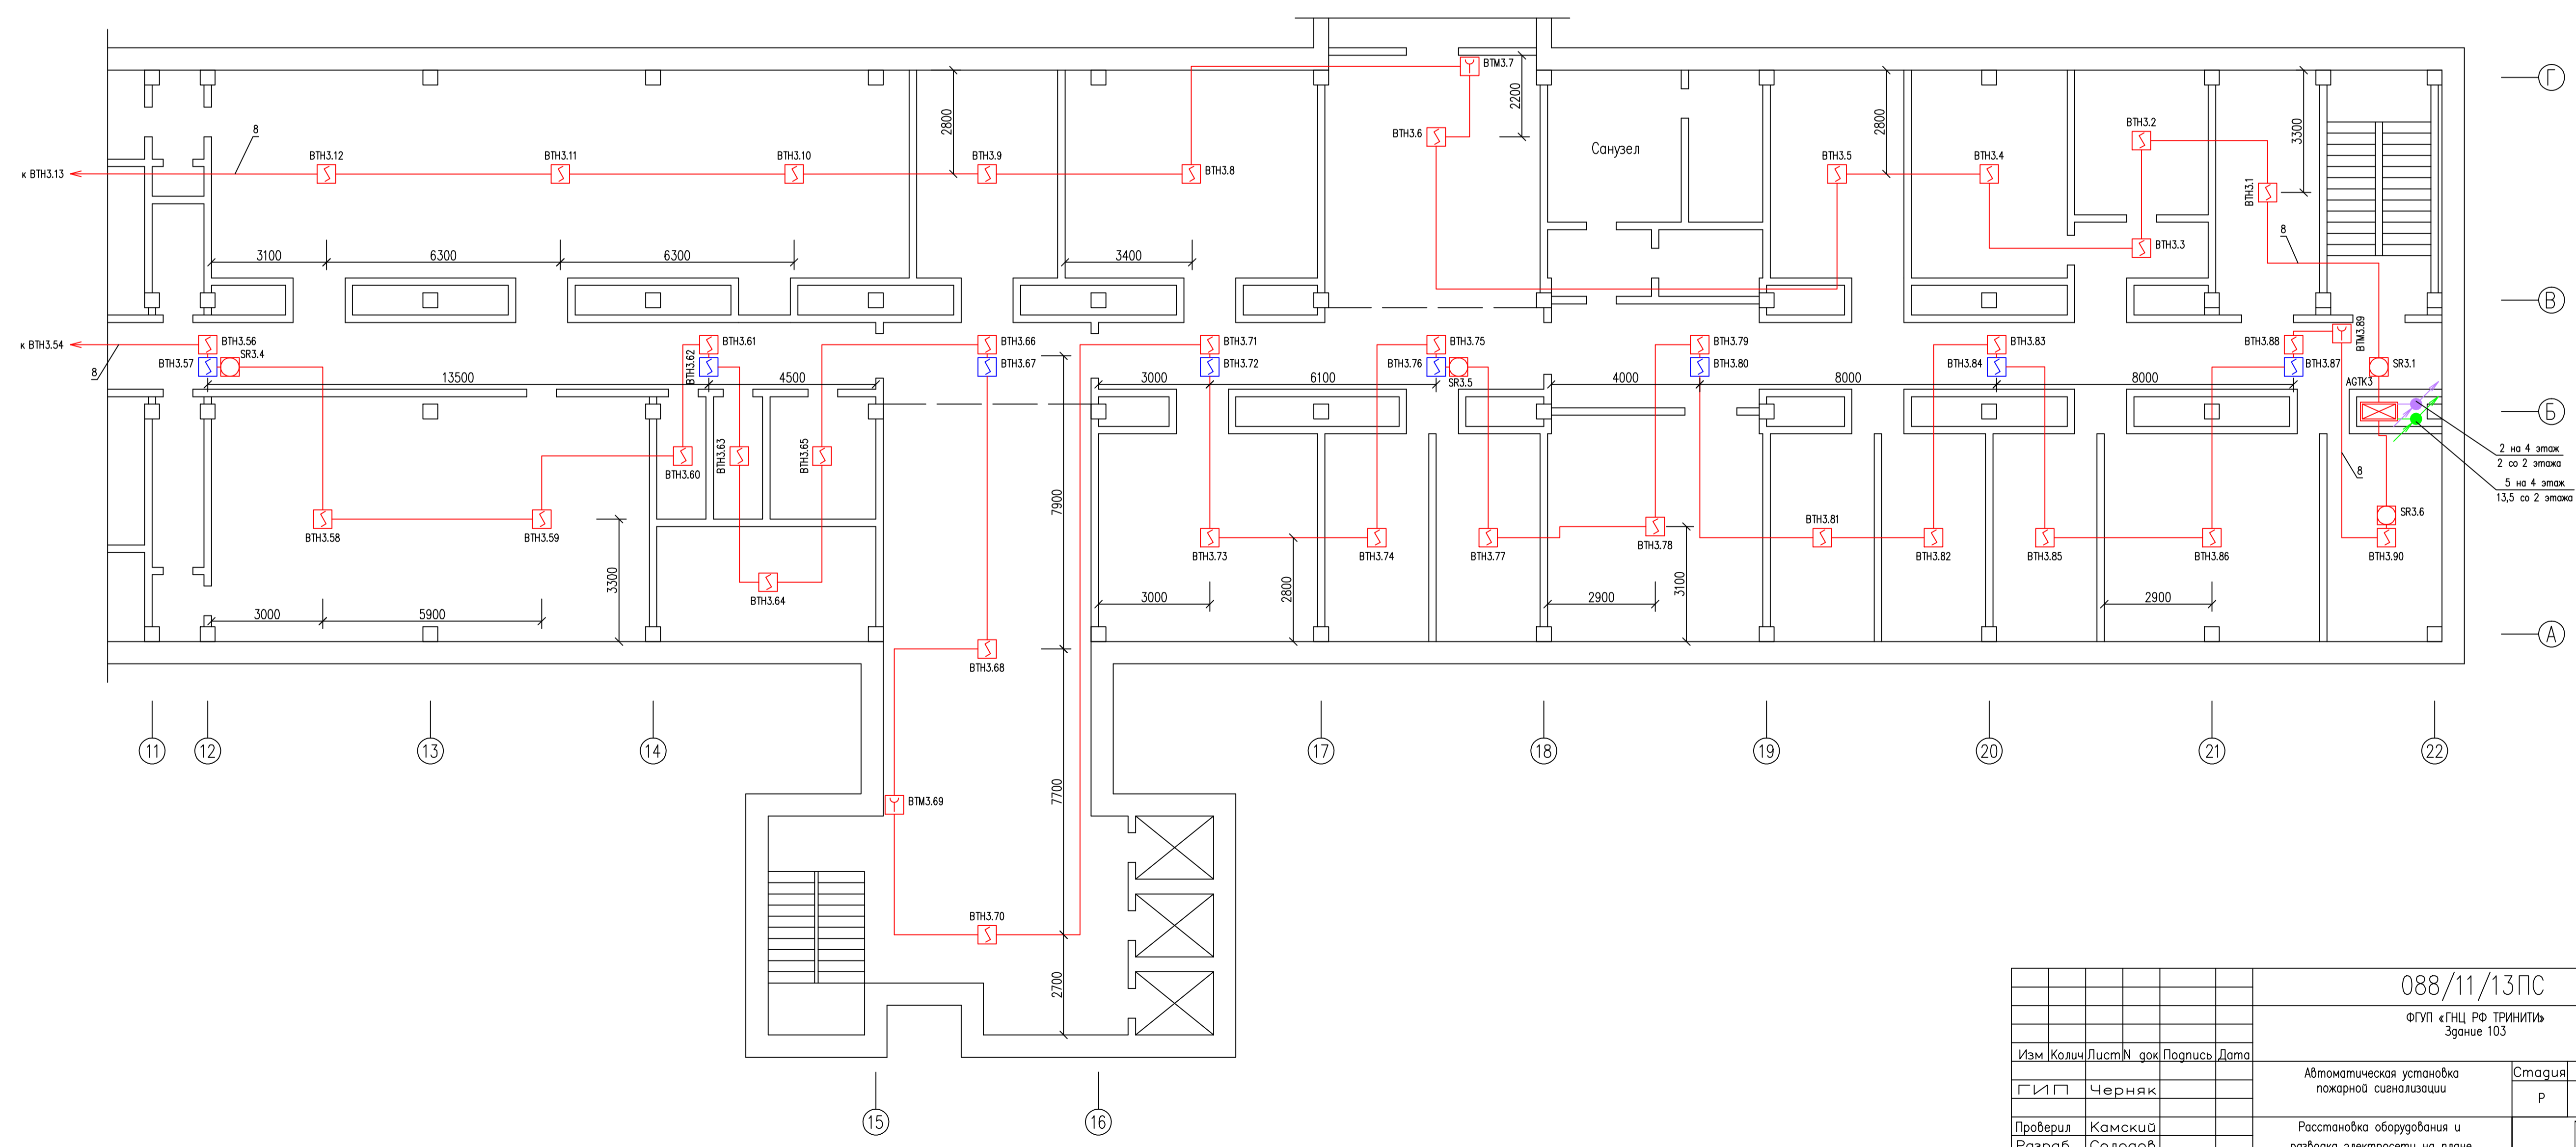 ВТМ3.7
Г
2800
2200
2800
3300
8
ВТН3.6
ВТН3.2
к ВТН3.13
ВТН3.12
ВТН3.11
ВТН3.10
ВТН3.9
ВТН3.8
Санузел
ВТН3.5
ВТН3.4
ВТН3.1
8
ВТН3.3
3100
6300
6300
3400
В
к ВТН3.54
ВТН3.56
ВТН3.61
ВТН3.66
ВТН3.71
ВТН3.75
ВТН3.79
ВТН3.83
ВТН3.88
ВТМ3.89
8
ВТН3.57
SR3.4
ВТН3.62
ВТН3.67
ВТН3.72
ВТН3.76
SR3.5
ВТН3.80
ВТН3.84
ВТН3.87
SR3.1
13500
4500
3000
6100
4000
8000
8000
AGTK3
Б
2 на 4 этаж
2 со 2 этажа
5 на 4 этаж
13,5 со 2 этажа
8
ВТН3.60
ВТН3.63
ВТН3.65
7900
SR3.6
ВТН3.58
ВТН3.59
ВТН3.73
ВТН3.74
ВТН3.77
ВТН3.78
ВТН3.81
ВТН3.82
ВТН3.85
ВТН3.86
ВТН3.90
3300
ВТН3.64
2800
3100
3000
5900
3000
2900
2900
А
ВТН3.68
11
12
13
14
17
18
19
20
21
22
ВТМ3.69
7700
ВТН3.70
2700
15
16
088/11/13ПС
ФГУП «ГНЦ РФ ТРИНИТИ»
Здание 103
Изм Колич Лист N док Подпись Дата
Автоматическая установка
пожарной сигнализации
Стадия
ГИП Черняк
Р
Проверил Камский
Расстановка оборудования и
Разраб. Солодов
разводка электросети на плане